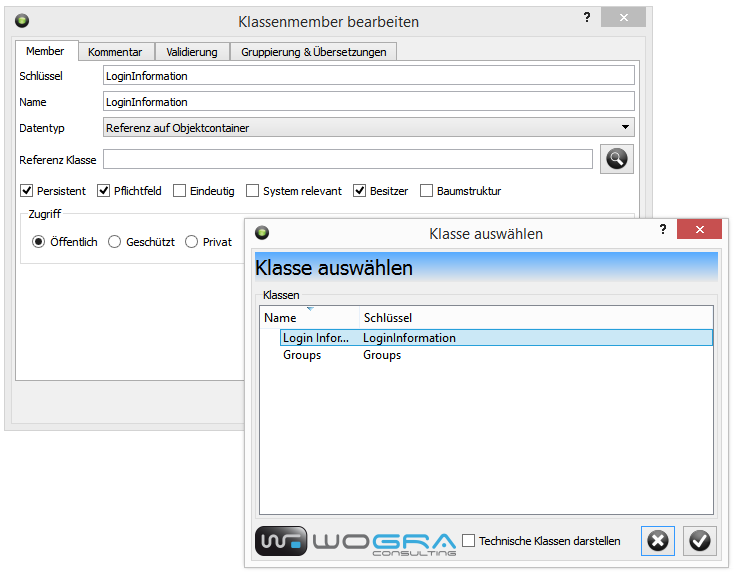 Klassenmember bearbeiten
?
Member Kommentar Validierung Gruppierung & Übersetzungen
Schlüssel LoginInformation
Name LoginInformation
Datentyp Referenz auf Objektcontainer
Referenz Klasse
Persistent Pflichtfeld Eindeutig System relevant Besitzer Baumstruktur
Zugriff
Öffentlich Geschützt Privat
Klasse auswählen
?
Klasse auswählen
Klassen
Name Schlüssel
Login Infor... LoginInformation
Groups Groups
WOGRA
CONSULTING
Technische Klassen darstellen